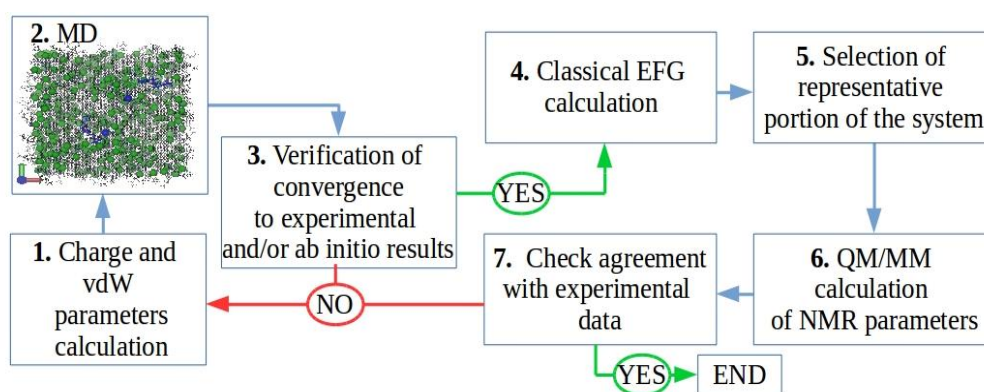 2. MD
3. Verification of
convergence
to experimental
and/or ab initio results
1. Charge and
vdW
parameters
calculation
NO
YES
4. Classical EFG
calculation
5. Selection of
representative
portion of the system
6. QM/MM
calculation
of NMR parameters
7. Check agreement
with experimental
data
YES
END